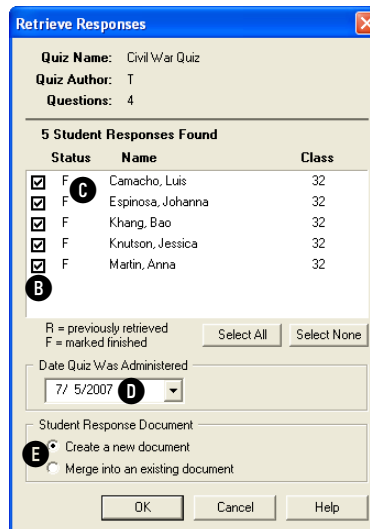 Retrieve Responses
Quiz Name: Civil War Quiz
Quiz Author: T
Questions: 4
5 Student Responses Found
Status Name Class
F Camacho, Luis 32
C
F Espinosa, Johanna 32
F Khang, Bao 32
F Knutson, Jessica 32
F Martin, Anna 32
B
R = previously retrieved
F = marked finished
Select All Select None
Date Quiz Was Administered
7/ 5/2007 D
Student Response Document
E Create a new document
Merge into an existing document
OK Cancel Help